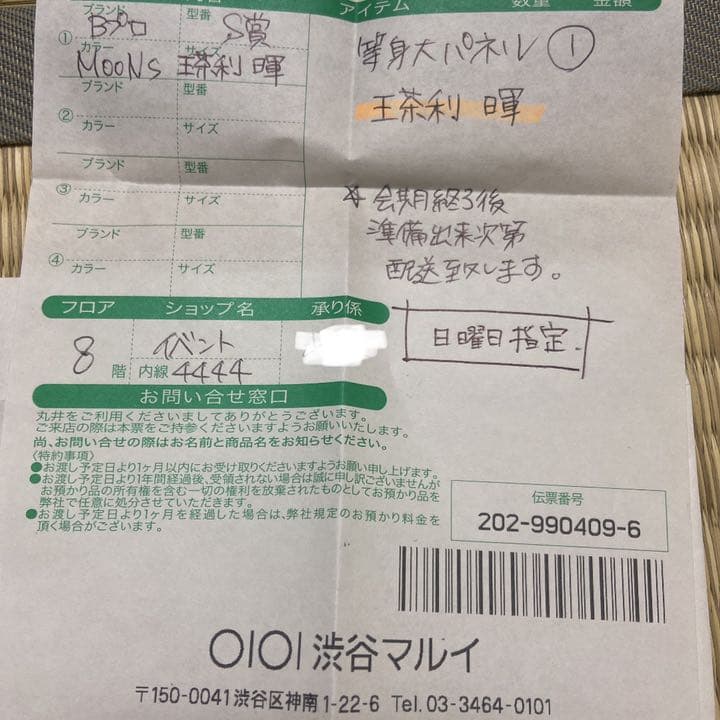 アイテム 数量 金額
ブランド Bプロ 型番 S賞
① カラー MooNs サイズ 王茶利 暉
等身大パネル ①
王茶利 暉
ブランド 型番
② カラー サイズ
ブランド 型番
③ カラー サイズ
ブランド 型番
④ カラー サイズ
※会期終了後
準備出来次第
配送致します。
日曜日指定.
フロア ショップ名 承り係
8階 イベント
内線 4444
お問い合せ窓口
丸井をご利用くださいましてありがとうございます。
ご来店の際は本票をご持参くださいますようお願いいたします。
尚、お問い合せの際はお名前と商品名をお知らせください。
〈特約事項〉
●お渡し予定日より1ヶ月以内にお受け取りくださいますようお願い申し上げます。
●お渡し予定日より1年間経過後、受領されない場合は誠に申し訳ございませんが
お預かり品の所有権を含む一切の権利を放棄されたものとしてお預かり品を
弊社で任意に処分させていただきます。
●お渡し予定日より1ヶ月を経過した場合は、弊社規定のお預かり料金を
頂く場合がございます。
伝票番号
202-990409-6
OIOI 渋谷マルイ
〒150-0041 渋谷区神南1-22-6 Tel. 03-3464-0101